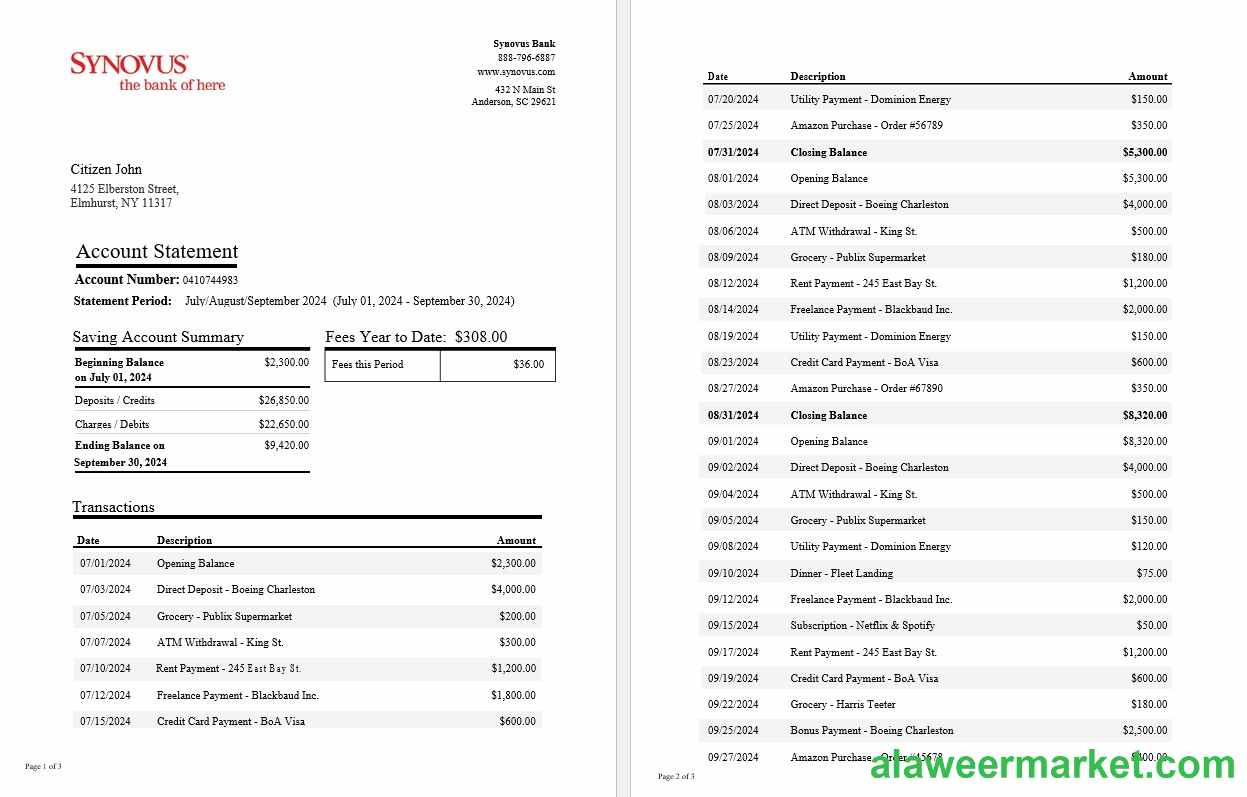 SYNOVUS®
the bank of here
Synovus Bank
888-796-6887
www.synovus.com
432 N Main St
Anderson, SC 29621
Citizen John
4125 Elberston Street,
Elmhurst, NY 11317
Account Statement
Account Number: 0410744983
Statement Period: July/August/September 2024 (July 01, 2024 - September 30, 2024)
Saving Account Summary
Beginning Balance $2,300.00
on July 01, 2024
Deposits / Credits $26,850.00
Charges / Debits $22,650.00
Ending Balance on $9,420.00
September 30, 2024
Fees Year to Date: $308.00
Fees this Period $36.00
Transactions
Date Description Amount
07/01/2024 Opening Balance $2,300.00
07/03/2024 Direct Deposit - Boeing Charleston $4,000.00
07/05/2024 Grocery - Publix Supermarket $200.00
07/07/2024 ATM Withdrawal - King St. $300.00
07/10/2024 Rent Payment - 245 East Bay St. $1,200.00
07/12/2024 Freelance Payment - Blackbaud Inc. $1,800.00
07/15/2024 Credit Card Payment - BoA Visa $600.00
Page 1 of 3
Date Description Amount
07/20/2024 Utility Payment - Dominion Energy $150.00
07/25/2024 Amazon Purchase - Order #56789 $350.00
07/31/2024 Closing Balance $5,300.00
08/01/2024 Opening Balance $5,300.00
08/03/2024 Direct Deposit - Boeing Charleston $4,000.00
08/06/2024 ATM Withdrawal - King St. $500.00
08/09/2024 Grocery - Publix Supermarket $180.00
08/12/2024 Rent Payment - 245 East Bay St. $1,200.00
08/14/2024 Freelance Payment - Blackbaud Inc. $2,000.00
08/19/2024 Utility Payment - Dominion Energy $150.00
08/23/2024 Credit Card Payment - BoA Visa $600.00
08/27/2024 Amazon Purchase - Order #67890 $350.00
08/31/2024 Closing Balance $8,320.00
09/01/2024 Opening Balance $8,320.00
09/02/2024 Direct Deposit - Boeing Charleston $4,000.00
09/04/2024 ATM Withdrawal - King St. $500.00
09/05/2024 Grocery - Publix Supermarket $150.00
09/08/2024 Utility Payment - Dominion Energy $120.00
09/10/2024 Dinner - Fleet Landing $75.00
09/12/2024 Freelance Payment - Blackbaud Inc. $2,000.00
09/15/2024 Subscription - Netflix & Spotify $50.00
09/17/2024 Rent Payment - 245 East Bay St. $1,200.00
09/19/2024 Credit Card Payment - BoA Visa $600.00
09/22/2024 Grocery - Harris Teeter $180.00
09/25/2024 Bonus Payment - Boeing Charleston $2,500.00
09/27/2024 Amazon Purchase - Order
alaweermarket.com
Page 2 of 3